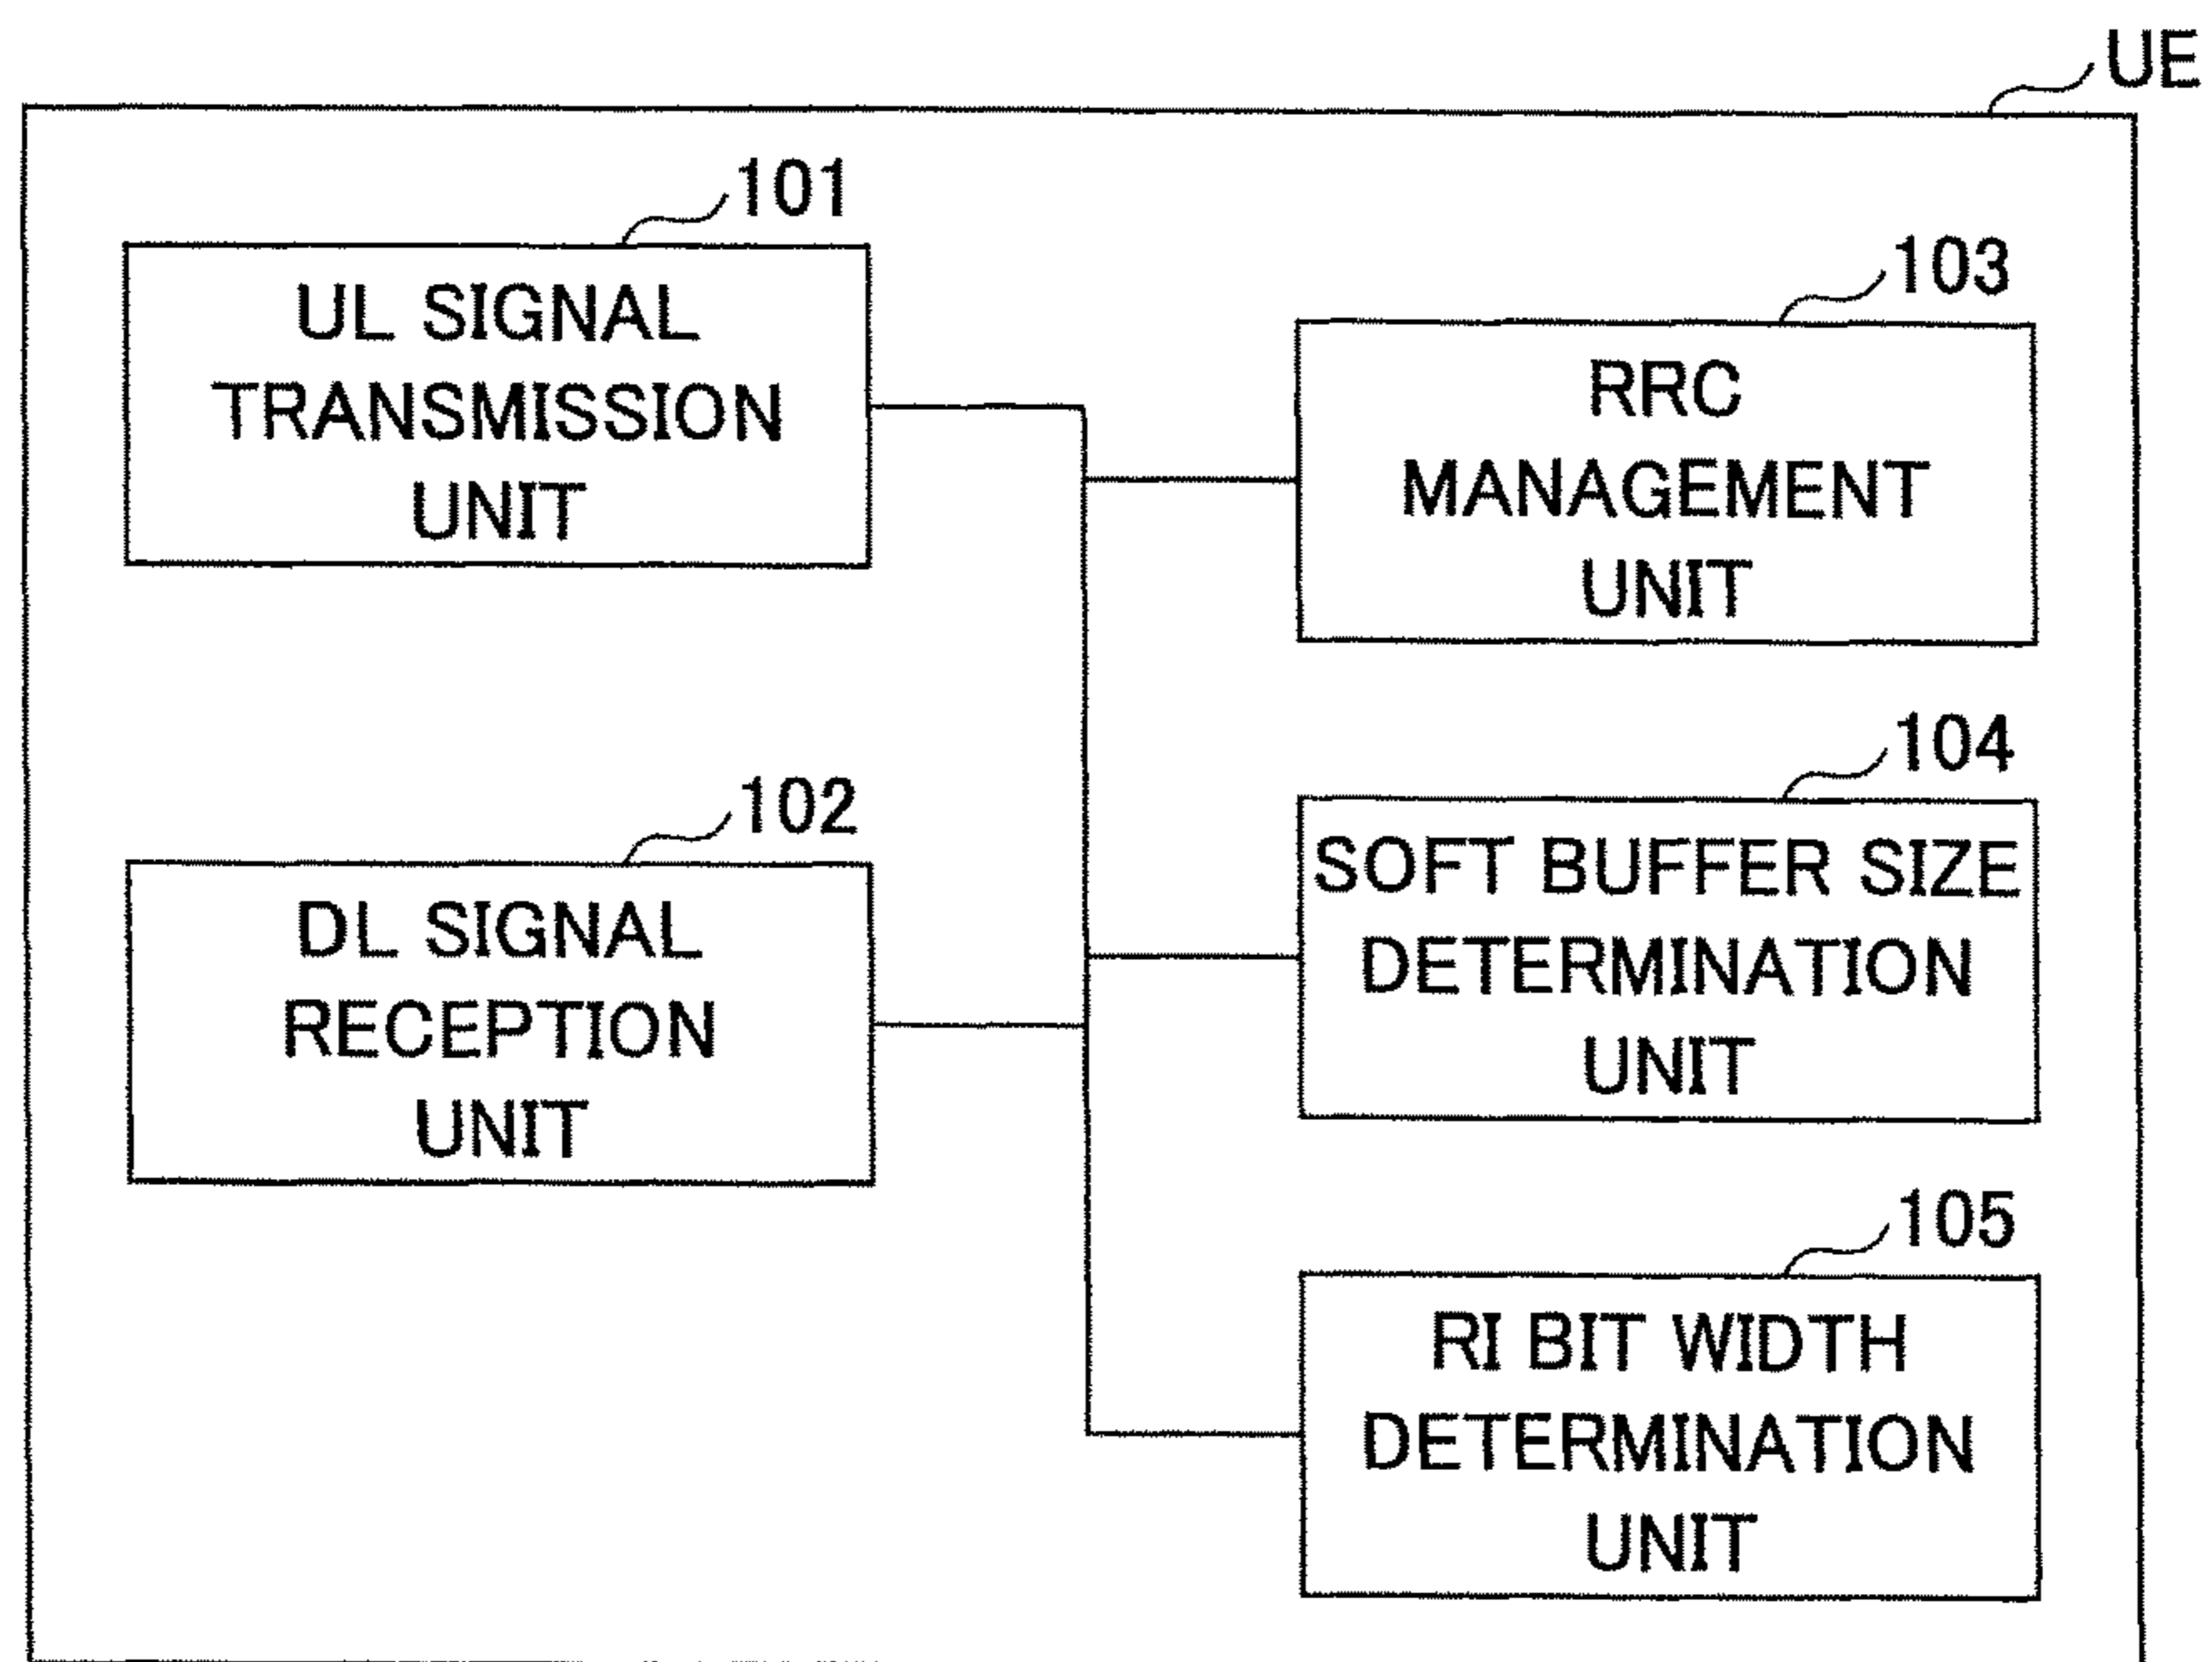 UE
101
UL SIGNAL
TRANSMISSION
UNIT
103
RRC
MANAGEMENT
UNIT
102
DL SIGNAL
RECEPTION
UNIT
104
SOFT BUFFER SIZE
DETERMINATION
UNIT
105
RI BIT WIDTH
DETERMINATION
UNIT